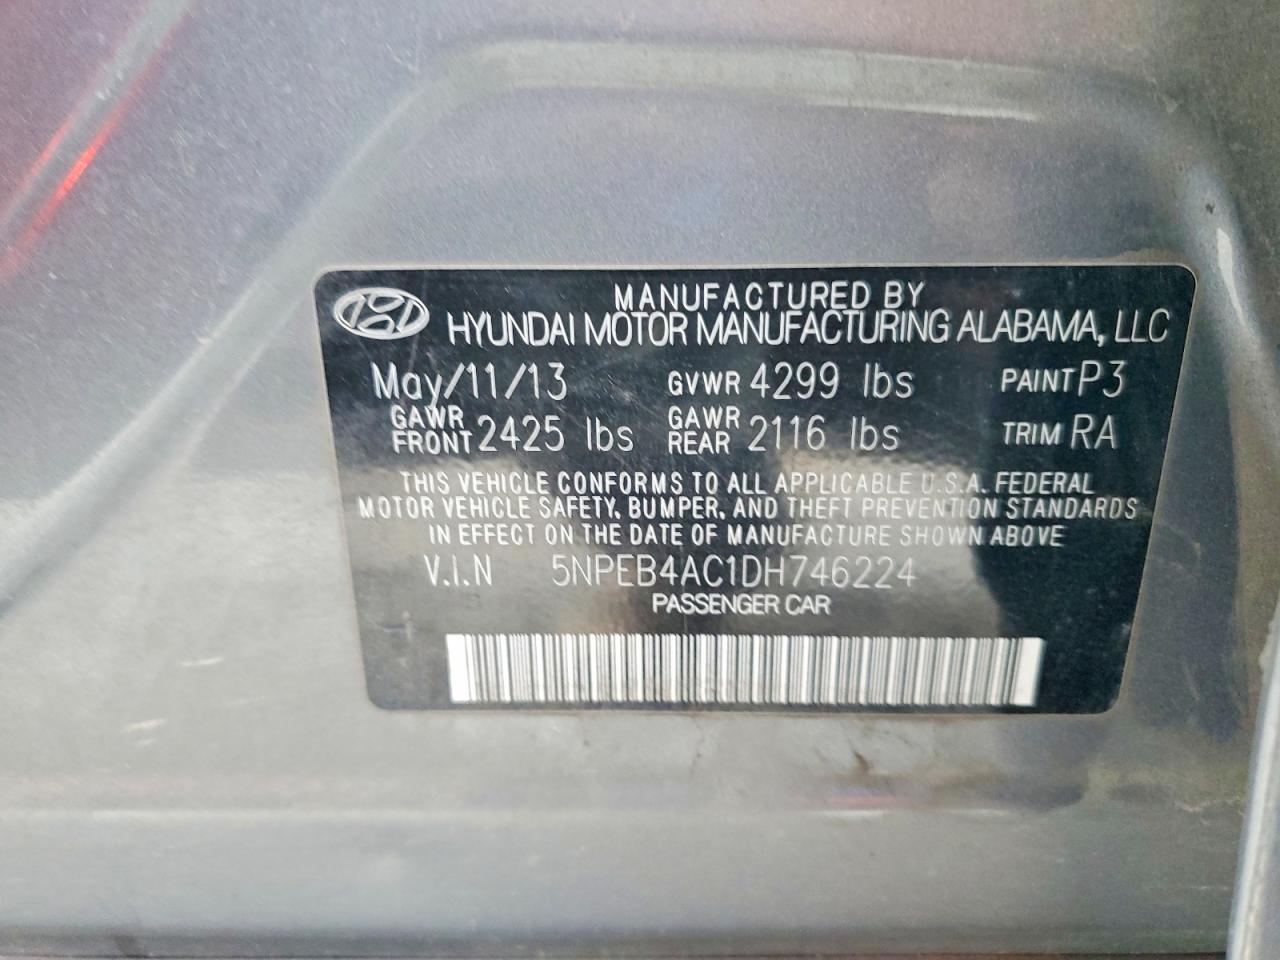 MANUFACTURED BY
HYUNDAI MOTOR MANUFACTURING ALABAMA, LLC
May/11/13 GVWR 4299 lbs PAINT P3
GAWR FRONT 2425 lbs GAWR REAR 2116 lbs TRIM RA
THIS VEHICLE CONFORMS TO ALL APPLICABLE U.S.A. FEDERAL
MOTOR VEHICLE SAFETY, BUMPER, AND THEFT PREVENTION STANDARDS
IN EFFECT ON THE DATE OF MANUFACTURE SHOWN ABOVE
V.I.N 5NPEB4AC1DH746224
PASSENGER CAR